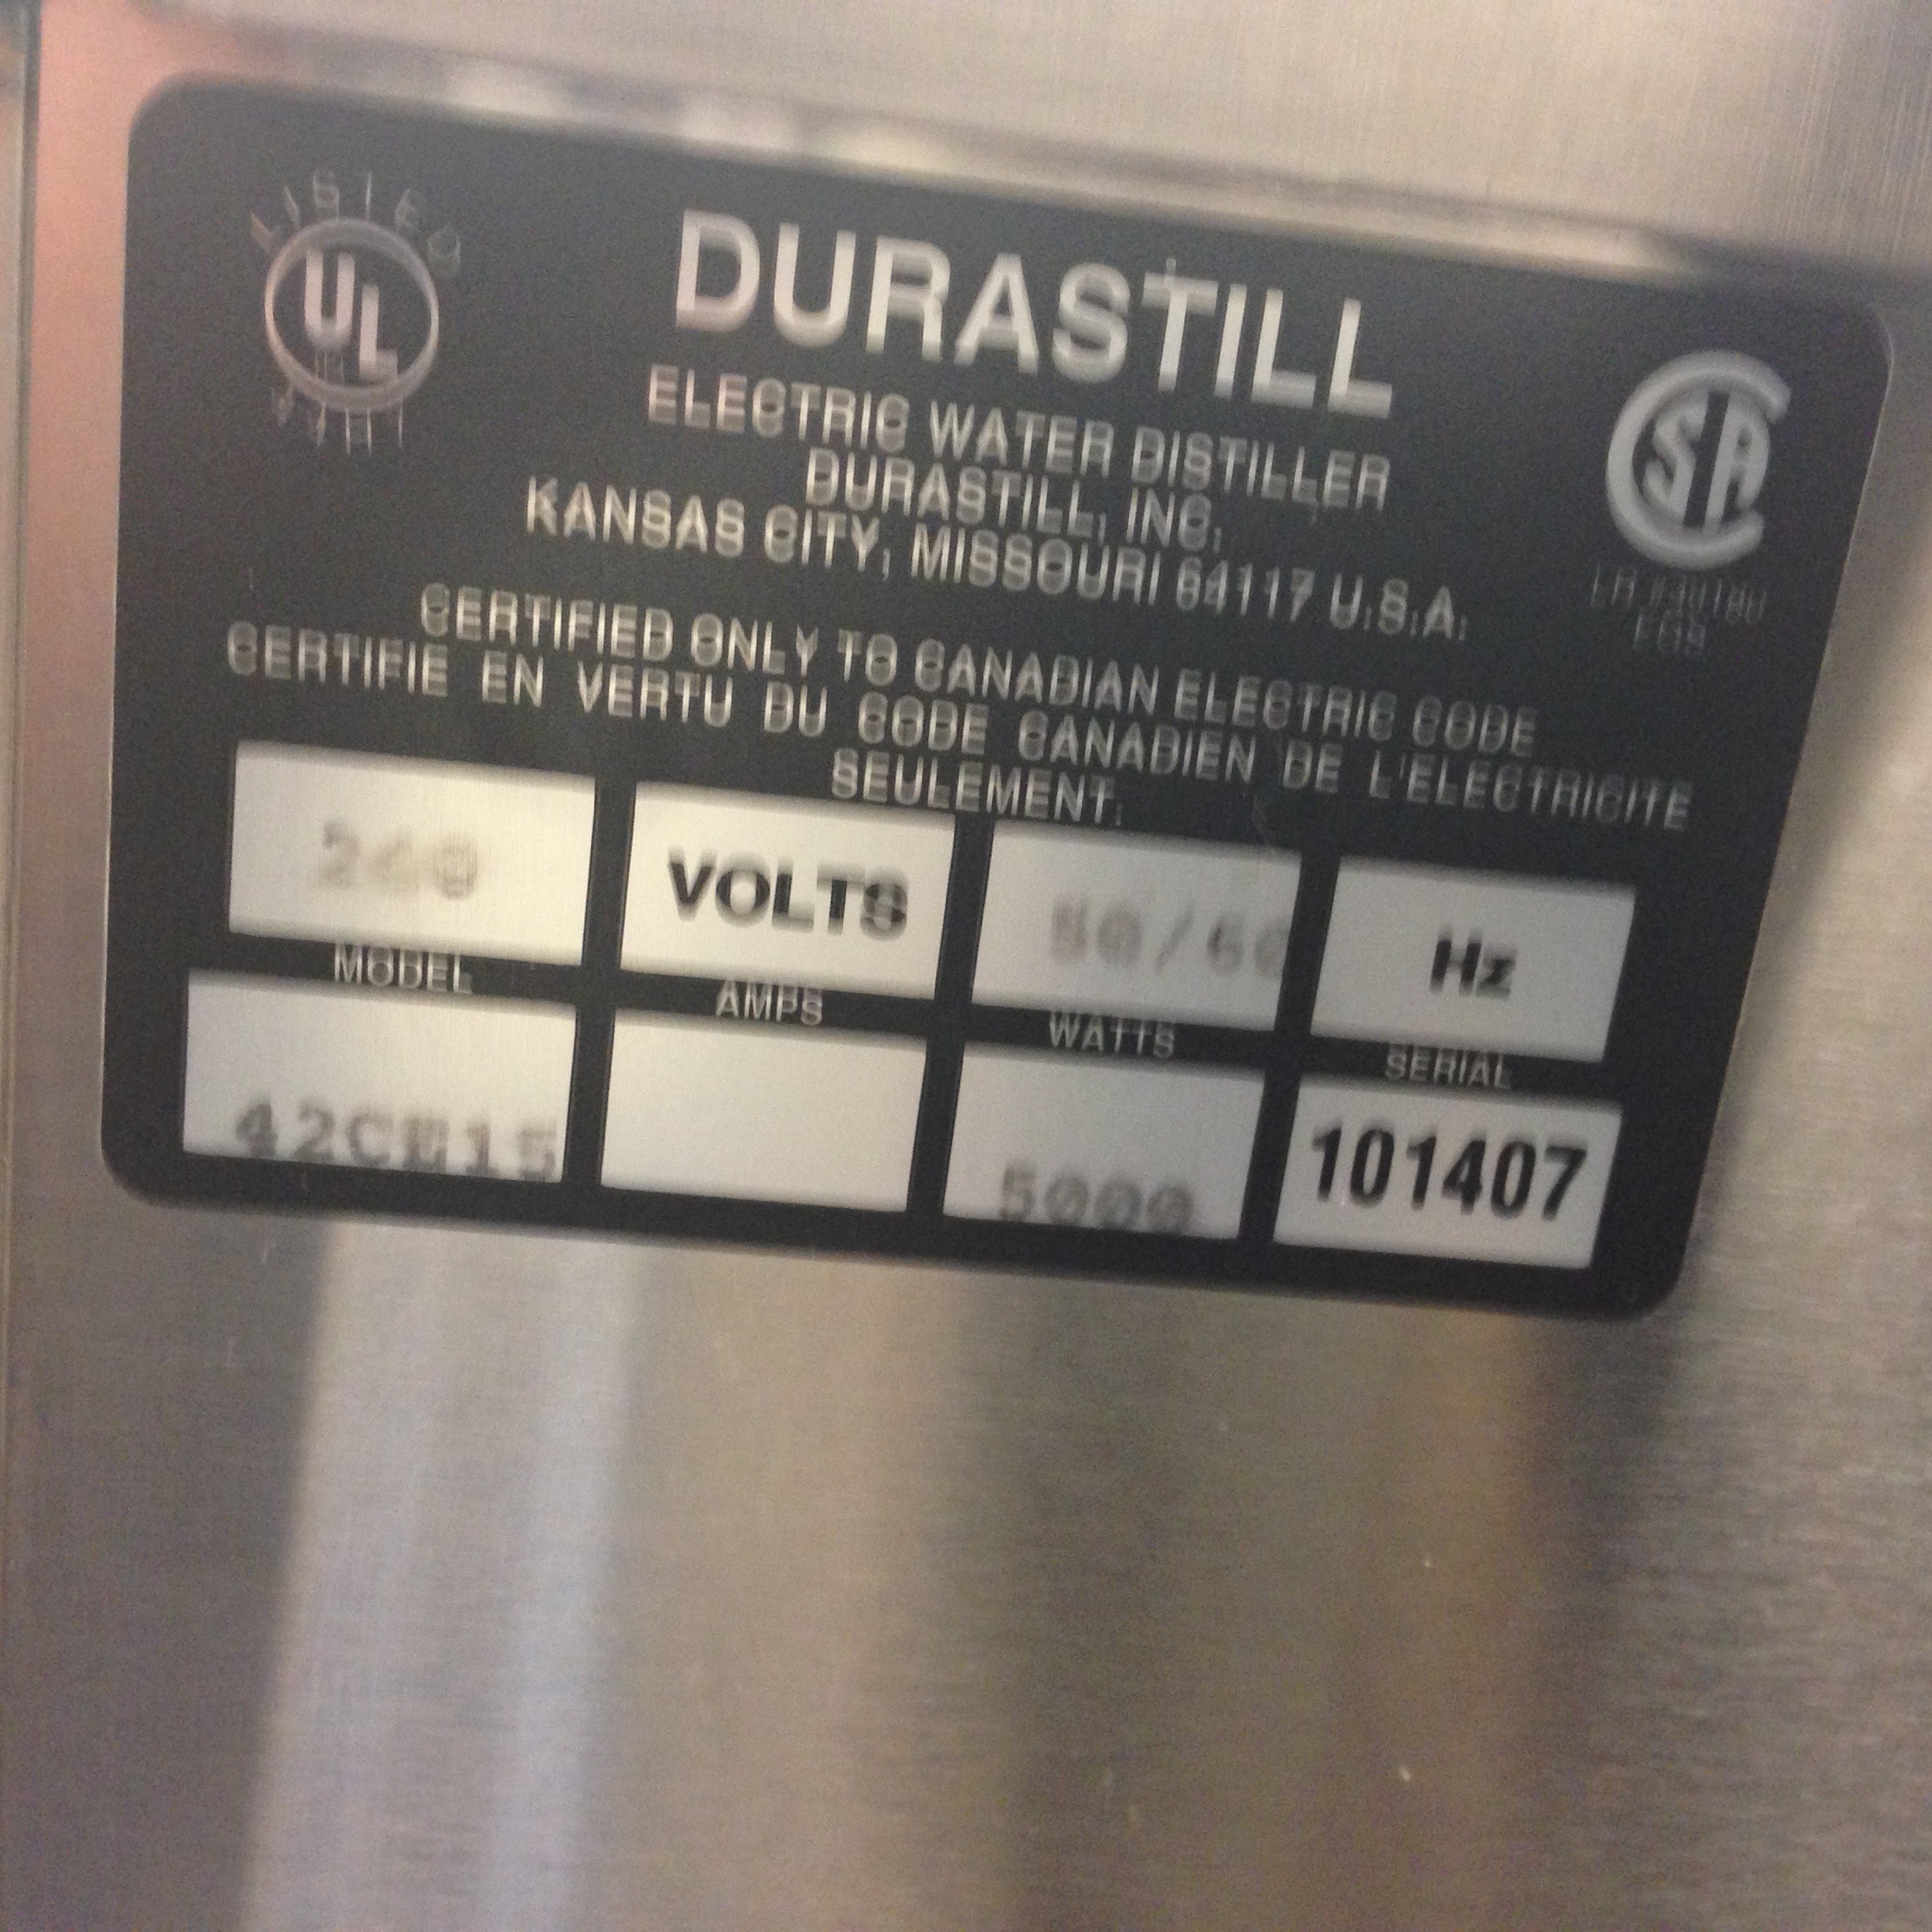 LISTED
UL
DURASTILL
ELECTRIC WATER DISTILLER
DURASTILL, INC.
KANSAS CITY, MISSOURI 64117 U.S.A.
CSA
CERTIFIED ONLY TO CANADIAN ELECTRIC CODE
CERTIFIE EN VERTU DU CODE CANADIEN DE L'ELECTRICITE
SEULEMENT.
240 VOLTS 50/60 Hz
MODEL AMPS WATTS SERIAL
42CE15 5000 101407